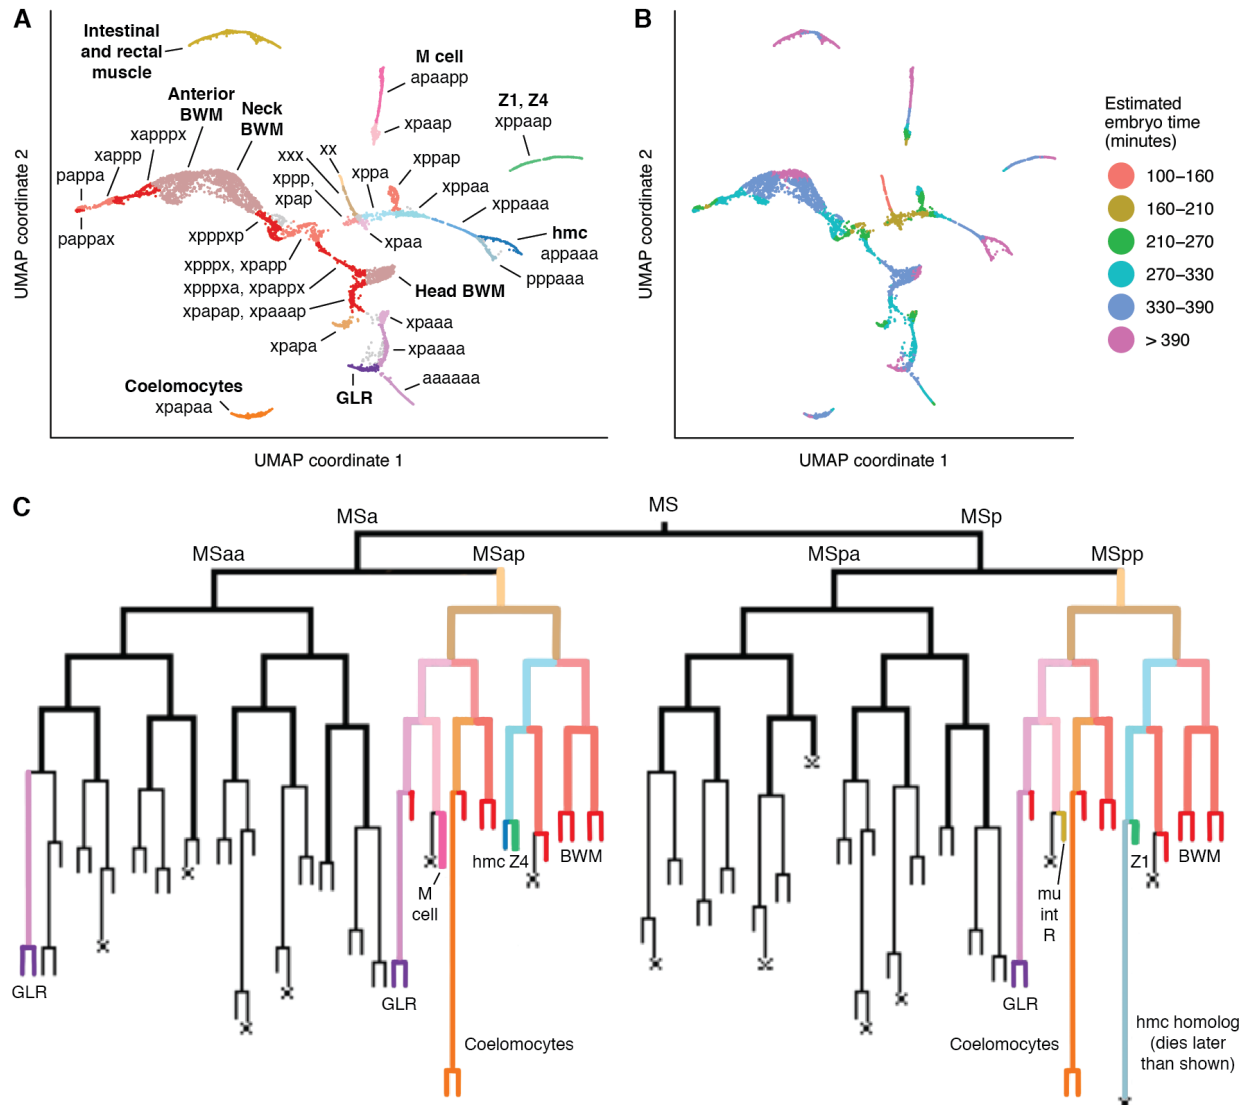 A
Intestinal
and rectal
muscle
M cell
apaapp
Anterior
BWM
Neck
BWM
Z1, Z4
xppaap
xpaap
xapppx
xappp
pappa
pappax
xx
xxx
xppp,
xpap
xppa
xppap
xppaa
xppaaa
hmc
appaaa
pppaaa
xpaa
xpppxp
xpppx, xpapp
xpppxa, xpappx
xpapap, xpaaap
Head BWM
xpapa
xpaaa
xpaaaa
aaaaaa
GLR
Coelomocytes
xpapaa
UMAP coordinate 2
UMAP coordinate 1
B
UMAP coordinate 2
UMAP coordinate 1
Estimated
embryo time
(minutes)
100–160
160–210
210–270
270–330
330–390
> 390
C
MS
MSa
MSp
MSaa
MSap
MSpa
MSpp
hmc Z4
BWM
M
cell
GLR
GLR
Coelomocytes
Z1
BWM
mu
int
R
GLR
Coelomocytes
hmc homolog
(dies later
than shown)